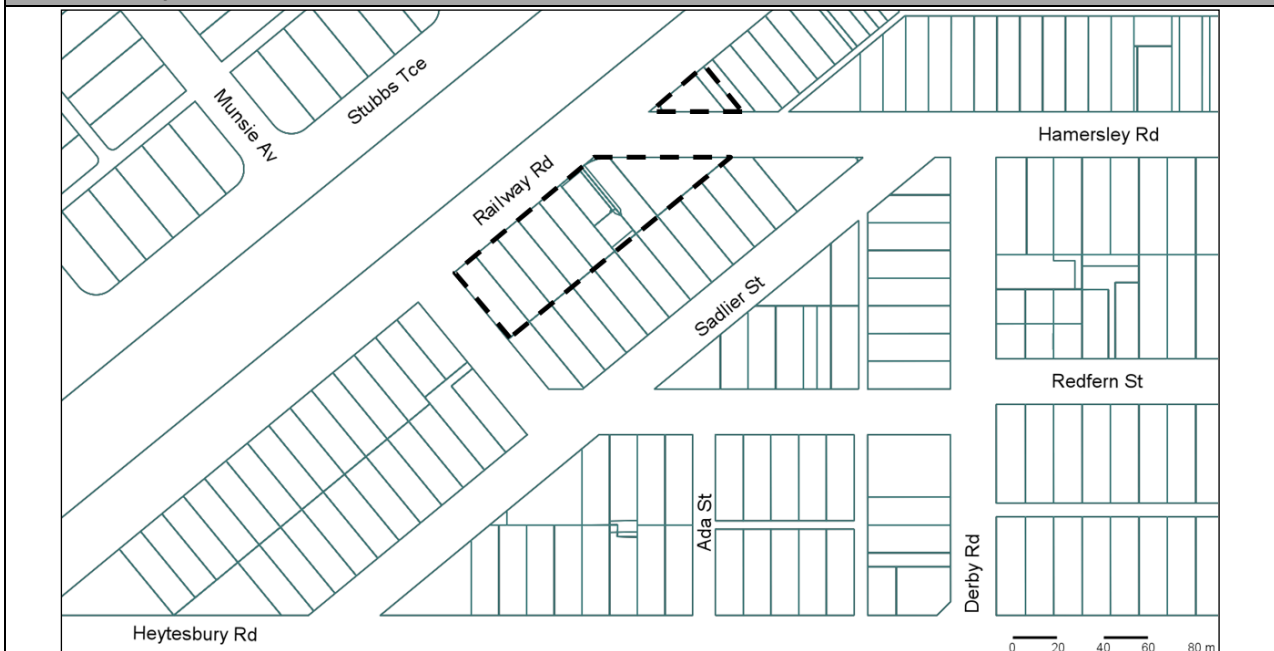 Stubbs Tce
Munsie Av
Hamersley Rd
Railway Rd
Sadlier St
Redfern St
Ada St
Derby Rd
Heytesbury Rd
0 20 40 60 80 m